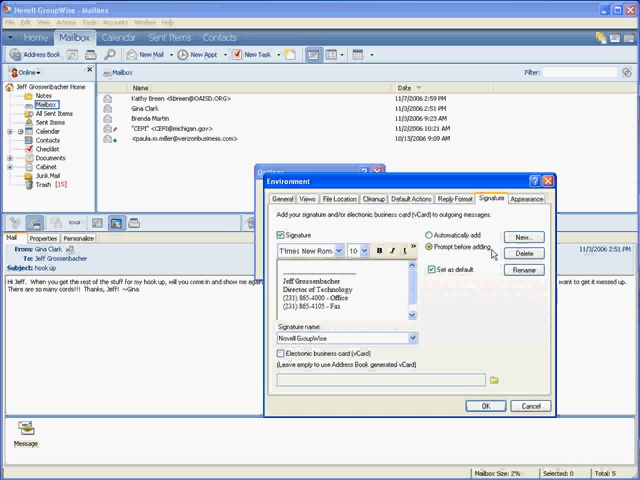 Novell GroupWise - Mailbox
File Edit View Actions Tools Accounts Window Help
Home Mailbox Calendar Sent Items Contacts
Address Book New Mail New Appt New Task
Online Mailbox Filter:
Jeff Grossenbacher Home
Notes
Mailbox
All Sent Items
Sent Items
Calendar
Contacts
Checklist
Documents
Cabinet
Junk Mail
Trash [15]
Name Date
Kathy Breen <kbreen@OAISD.ORG> 11/7/2006 2:59 PM
Gina Clark 11/3/2006 2:51 PM
Brenda Martin 11/3/2006 9:23 AM
"CEPI" <CEPI@michigan.gov> 11/2/2006 10:21 AM
<paula.m.miller@verizonbusiness.com> 10/13/2006 9:09 AM
Environment
General Views File Location Cleanup Default Actions Reply Format Signature Appearance
Add your signature and/or electronic business card (vCard) to outgoing messages.
Signature
Automatically add
New...
Prompt before adding
Times New Rom 10 B I U »
Delete
Set as default
Rename
------------------------------
Jeff Grossenbacher
Director of Technology
(231) 865-4000 - Office
(231) 865-4105 - Fax
Signature name:
Novell GroupWise
Electronic business card (vCard)
(Leave empty to use Address Book generated vCard)
OK Cancel
Mail Properties Personalize
From: Gina Clark 11/3/2006 2:51 PM
To: Jeff Grossenbacher
Subject: hook up
Hi Jeff. When you get the rest of the stuff for my hook up, will you come in and show me aga want to get it messed up.
There are so many cords!!! Thanks, Jeff! ~Gina
Message
Mailbox Size: 2% Selected: 0 Total: 5